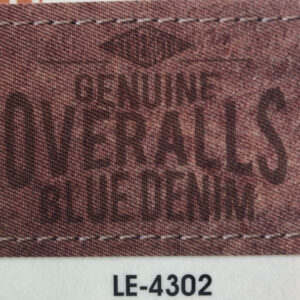 GENUINE
OVERALLS
BLUE DENIM
LE-4302